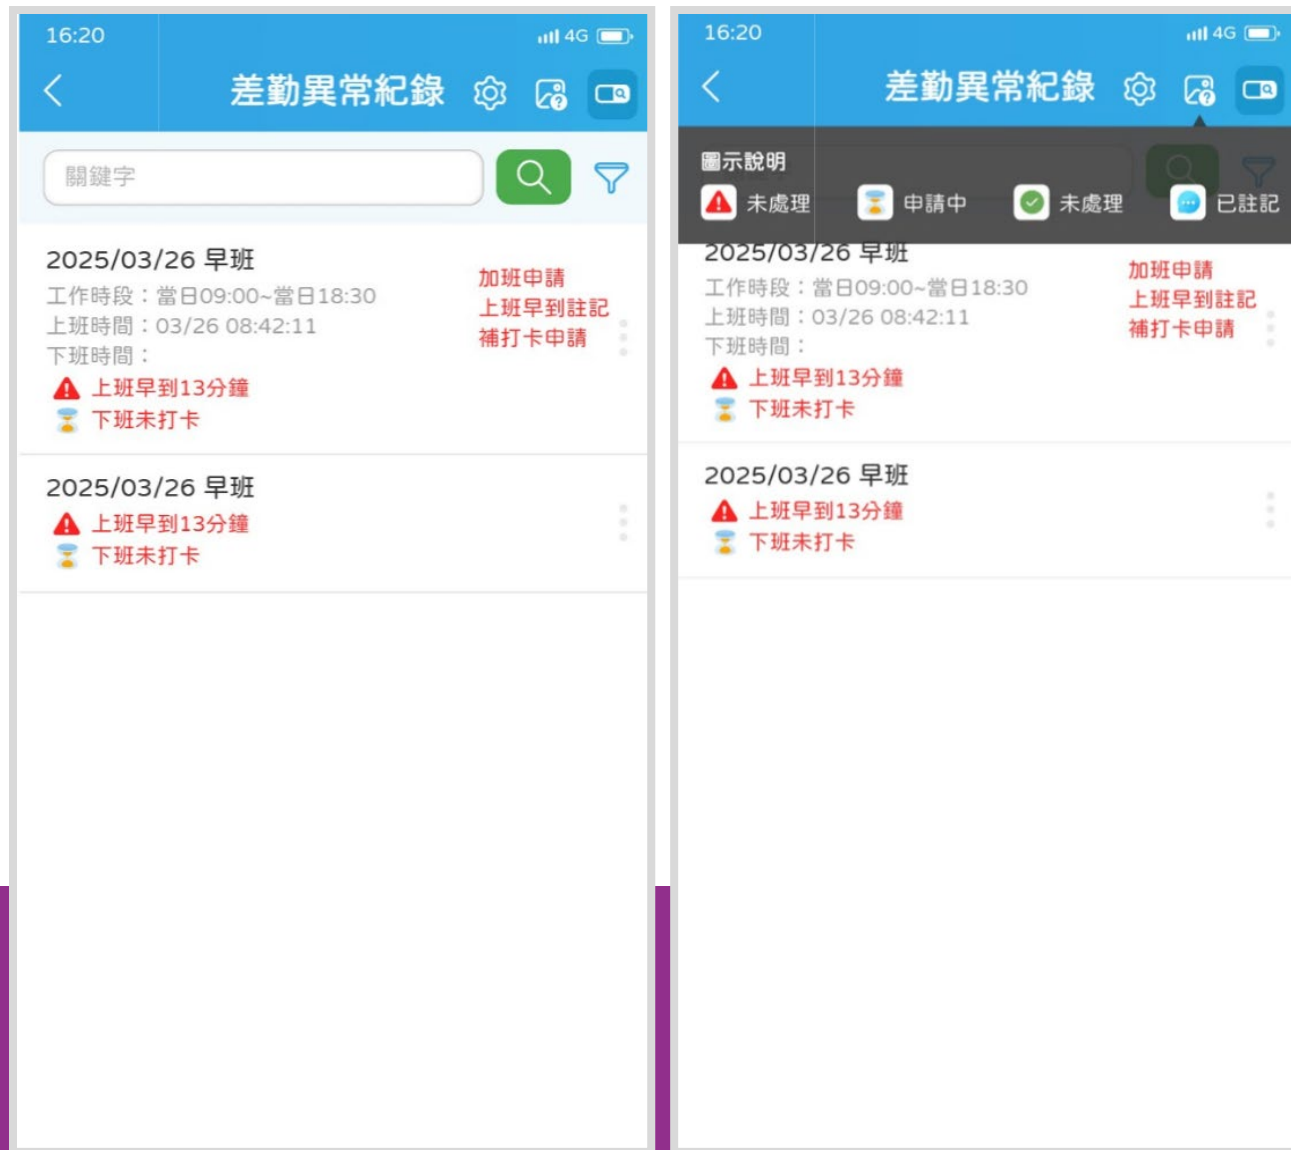 16:20
4G
差勤異常紀錄
關鍵字
2025/03/26 早班
工作時段：當日09:00~當日18:30
上班時間：03/26 08:42:11
下班時間：
上班早到13分鐘
下班未打卡
加班申請
上班早到註記
補打卡申請
2025/03/26 早班
上班早到13分鐘
下班未打卡
16:20
4G
差勤異常紀錄
圖示說明
未處理 申請中 未處理 已註記
2025/03/26 早班
工作時段：當日09:00~當日18:30
上班時間：03/26 08:42:11
下班時間：
上班早到13分鐘
下班未打卡
加班申請
上班早到註記
補打卡申請
2025/03/26 早班
上班早到13分鐘
下班未打卡